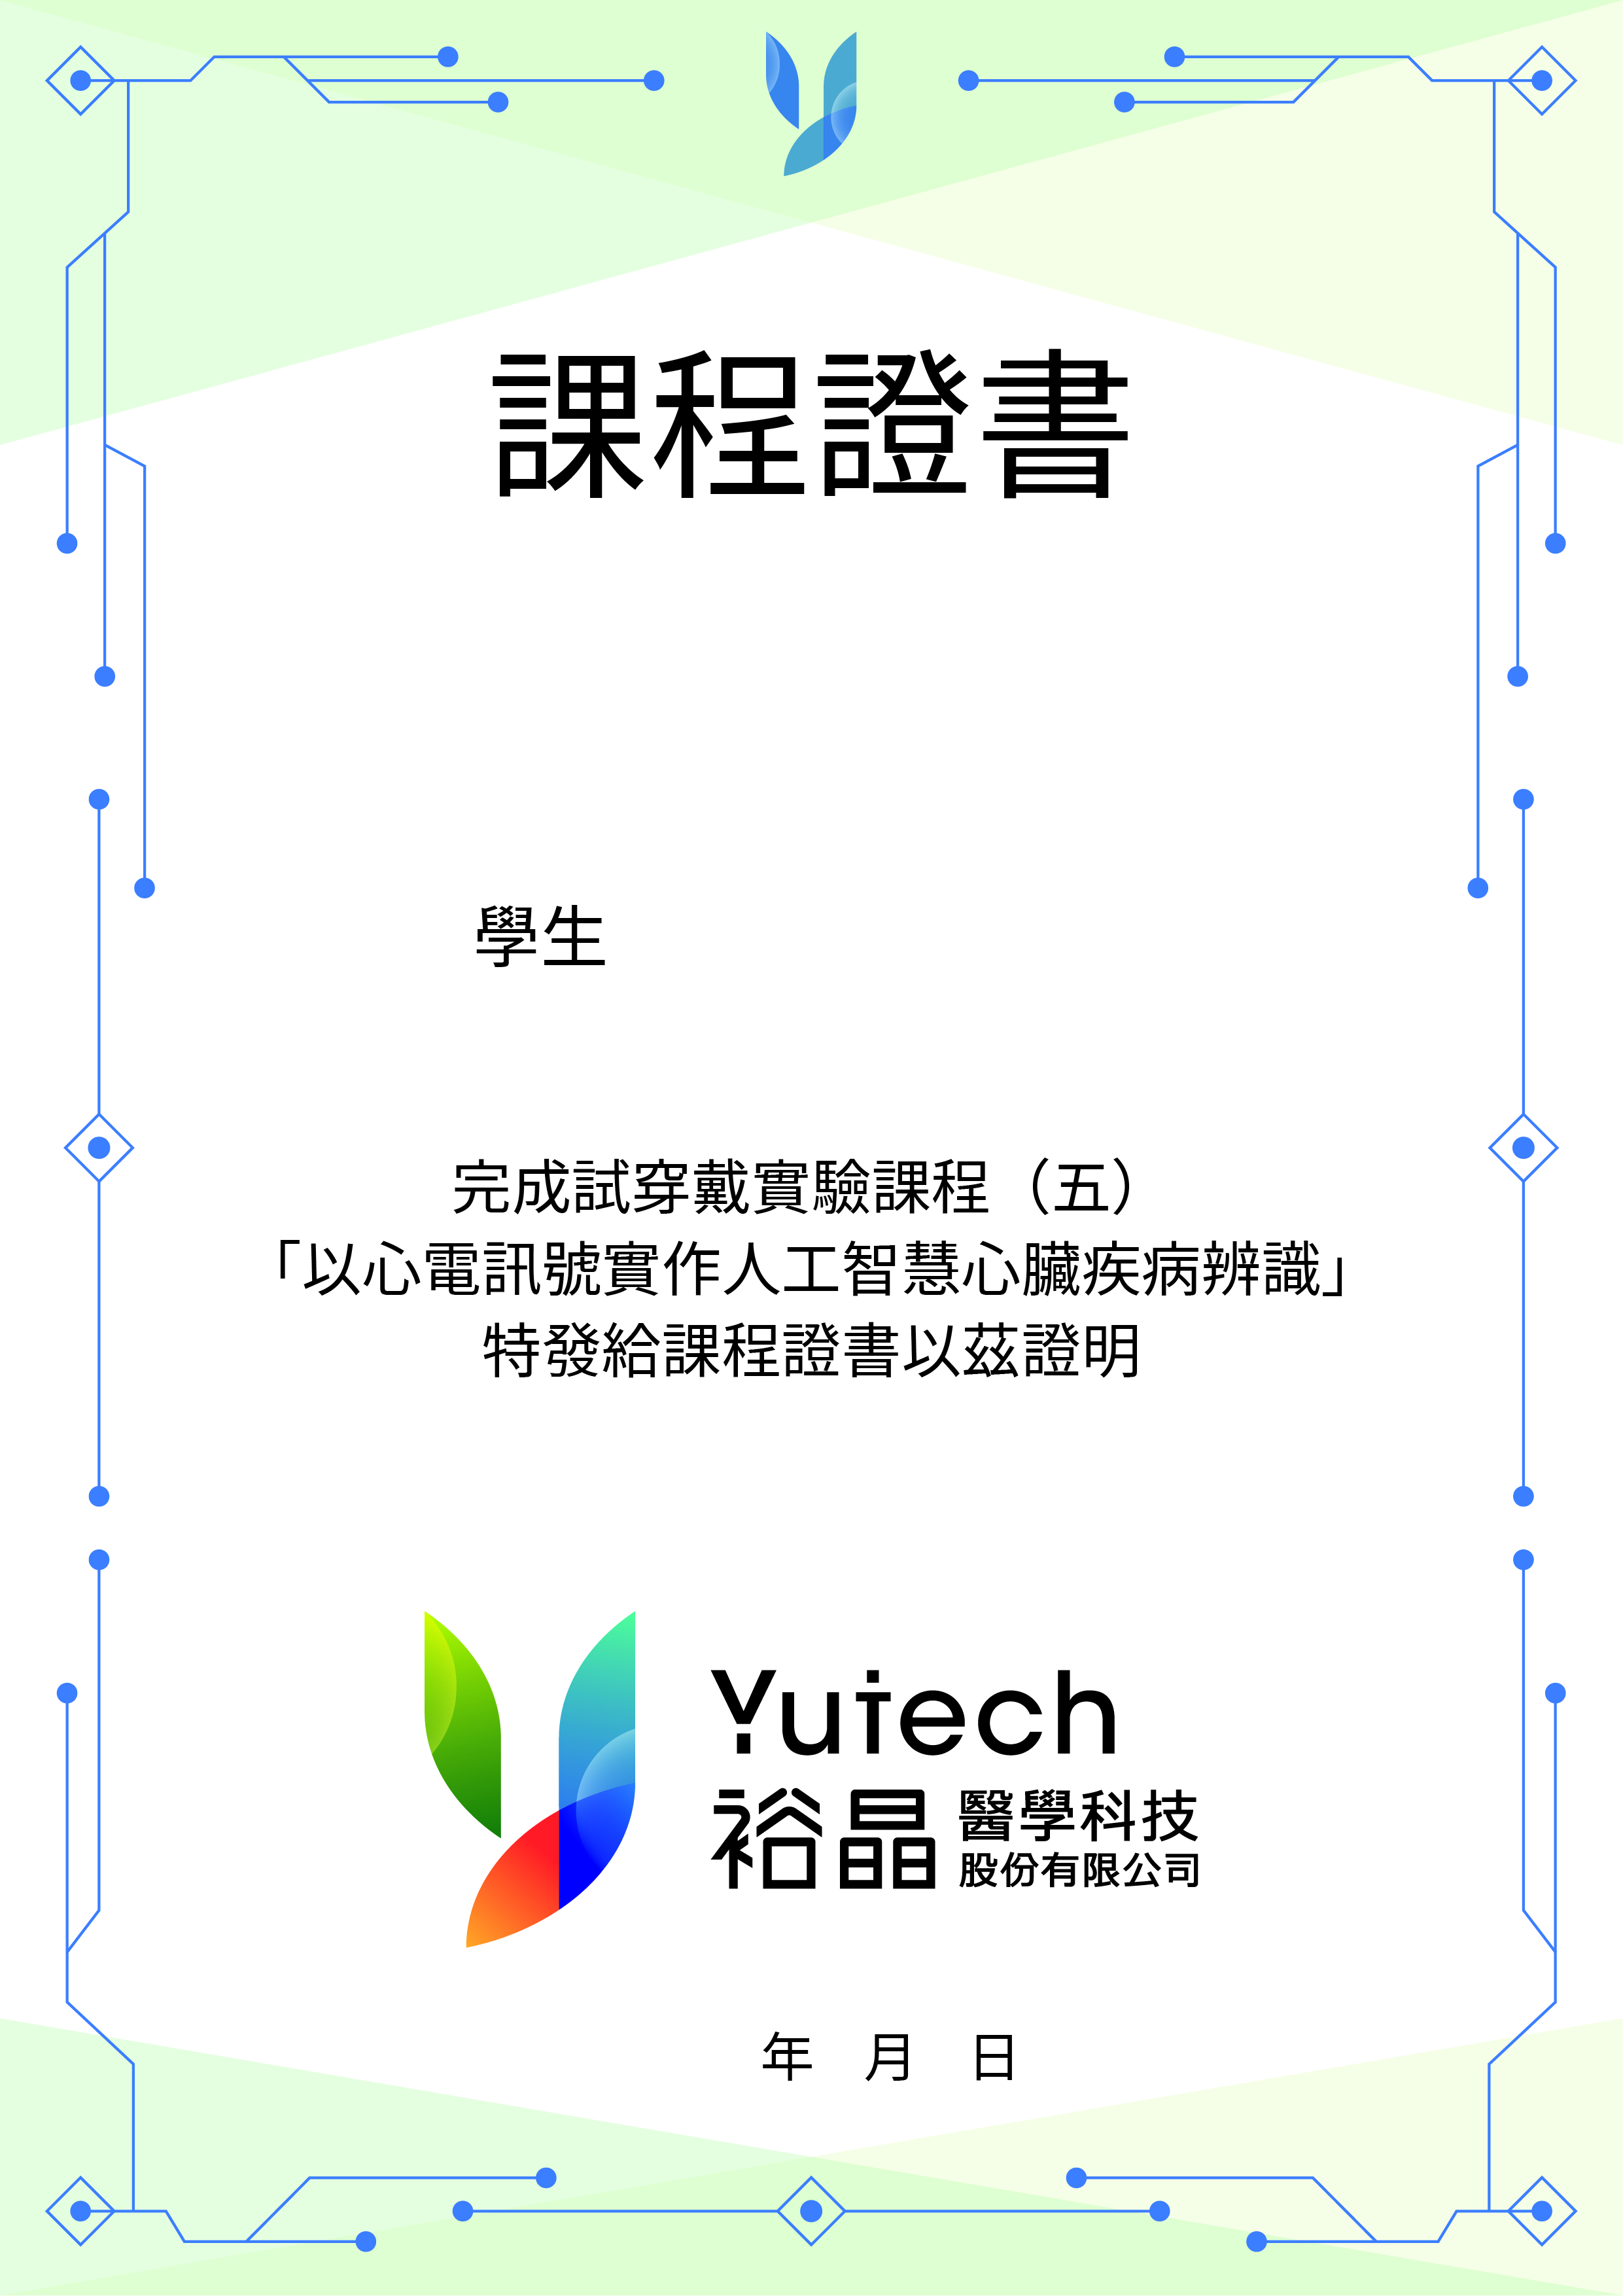 課程證書
學生
完成試穿戴實驗課程（五）
「以心電訊號實作人工智慧心臟疾病辨識」
特發給課程證書以茲證明
Yutech
裕晶 醫學科技
股份有限公司
年 月 日